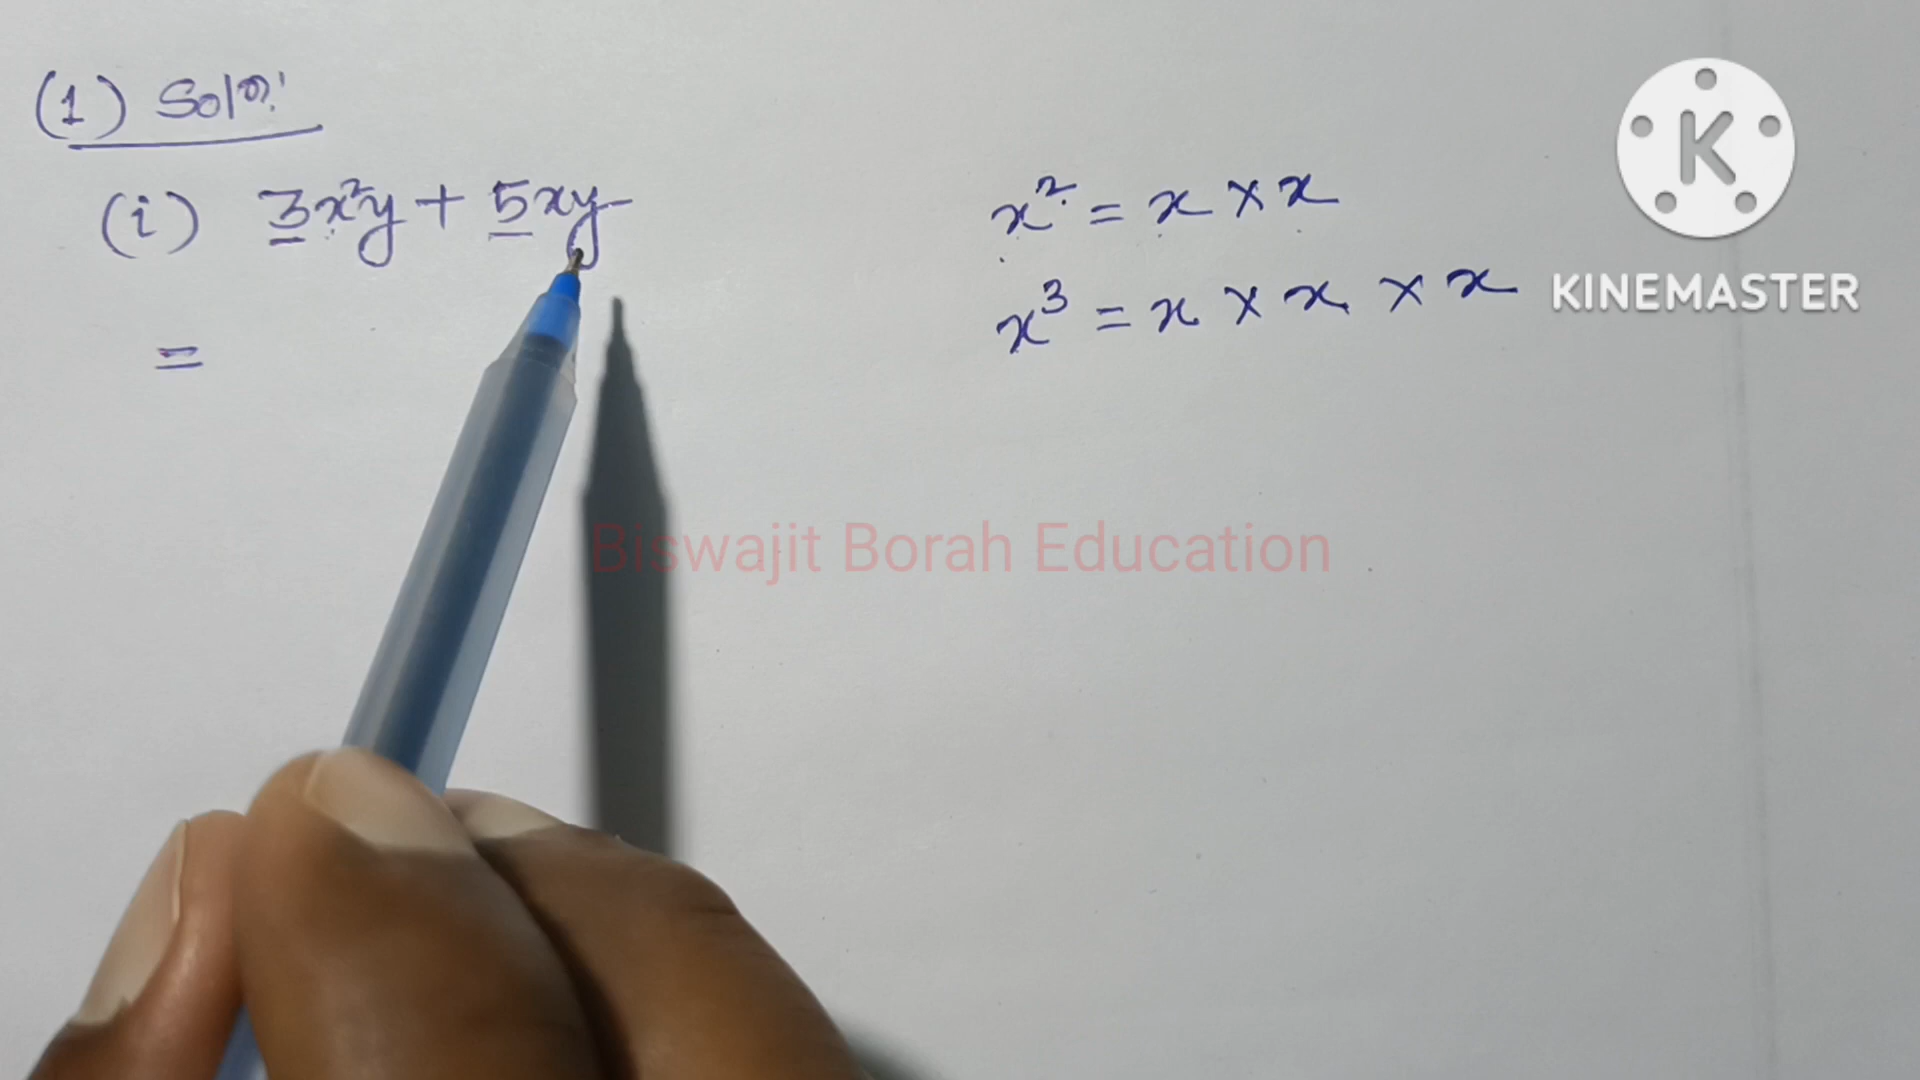 (1) Soln:
(i) 3x²y + 5xy
=
x² = x × x
x³ = x × x × x
K
KINEMASTER
Biswajit Borah Education